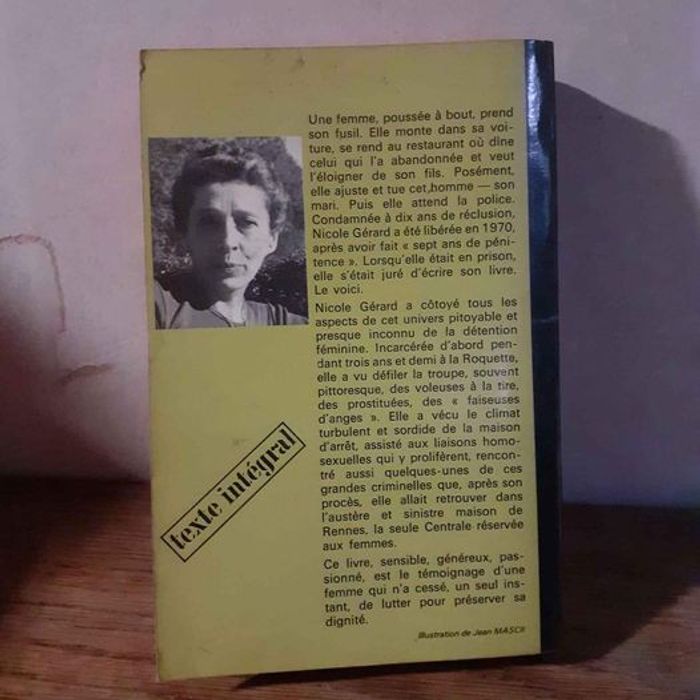 Une femme, poussée à bout, prend
son fusil. Elle monte dans sa voi-
ture, se rend au restaurant où dîne
celui qui l'a abandonnée et veut
l'éloigner de son fils. Posément,
elle ajuste et tue cet homme — son
mari. Puis elle attend la police.
Condamnée à dix ans de réclusion,
Nicole Gérard a été libérée en 1970,
après avoir fait « sept ans de péni-
tence ». Lorsqu'elle était en prison,
elle s'était juré d'écrire son livre.
Le voici.
Nicole Gérard a côtoyé tous les
aspects de cet univers pitoyable et
presque inconnu de la détention
féminine. Incarcérée d'abord pen-
dant trois ans et demi à la Roquette,
elle a vu défiler la troupe, souvent
pittoresque, des voleuses à la tire,
des prostituées, des « faiseuses
d'anges ». Elle a vécu le climat
turbulent et sordide de la maison
d'arrêt, assisté aux liaisons homo-
sexuelles qui y prolifèrent, rencon-
tré aussi quelques-unes de ces
grandes criminelles que, après son
procès, elle allait retrouver dans
l'austère et sinistre maison de
Rennes, la seule Centrale réservée
aux femmes.
Ce livre, sensible, généreux, pas-
sionné, est le témoignage d'une
femme qui n'a cessé, un seul ins-
tant, de lutter pour préserver sa
dignité.
texte intégral
Illustration de Jean MASCII